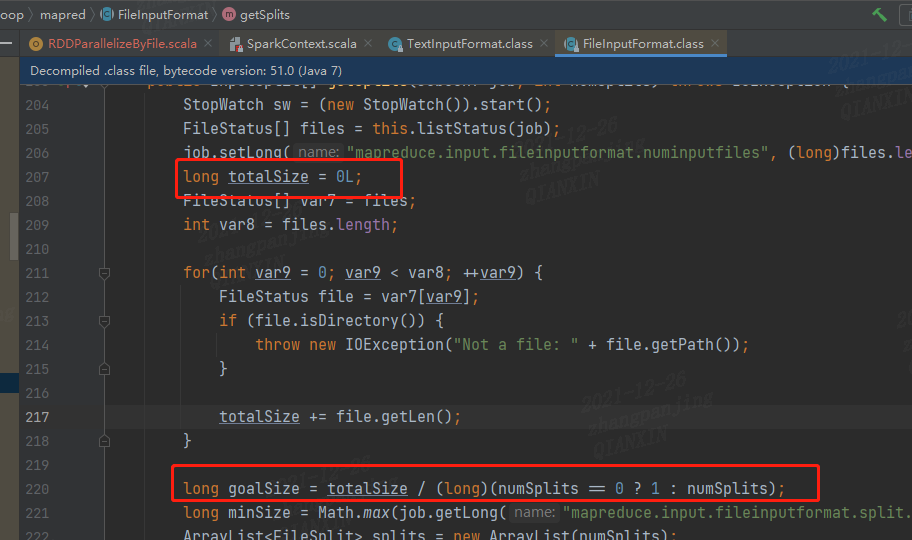 oop › mapred › FileInputFormat › m getSplits
RDDParallelizeByFile.scala × SparkContext.scala × TextInputFormat.class × FileInputFormat.class ×
Decompiled .class file, bytecode version: 51.0 (Java 7)
204 StopWatch sw = (new StopWatch()).start();
205 FileStatus[] files = this.listStatus(job);
206 job.setLong( name: "mapreduce.input.fileinputformat.numinputfiles", (long)files.le
207 long totalSize = 0L;
208 FileStatus[] var7 = files;
209 int var8 = files.length;
210
211 for(int var9 = 0; var9 < var8; ++var9) {
212 FileStatus file = var7[var9];
213 if (file.isDirectory()) {
214 throw new IOException("Not a file: " + file.getPath());
215 }
216
217 totalSize += file.getLen();
218 }
219
220 long goalSize = totalSize / (long)(numSplits == 0 ? 1 : numSplits);
221 long minSize = Math.max(job.getLong( name: "mapreduce.input.fileinputformat.split.
222 ArrayList<FileSplit> splits = new ArrayList(numSplits);
2021-12-26
zhangpanjing
QIANXIN